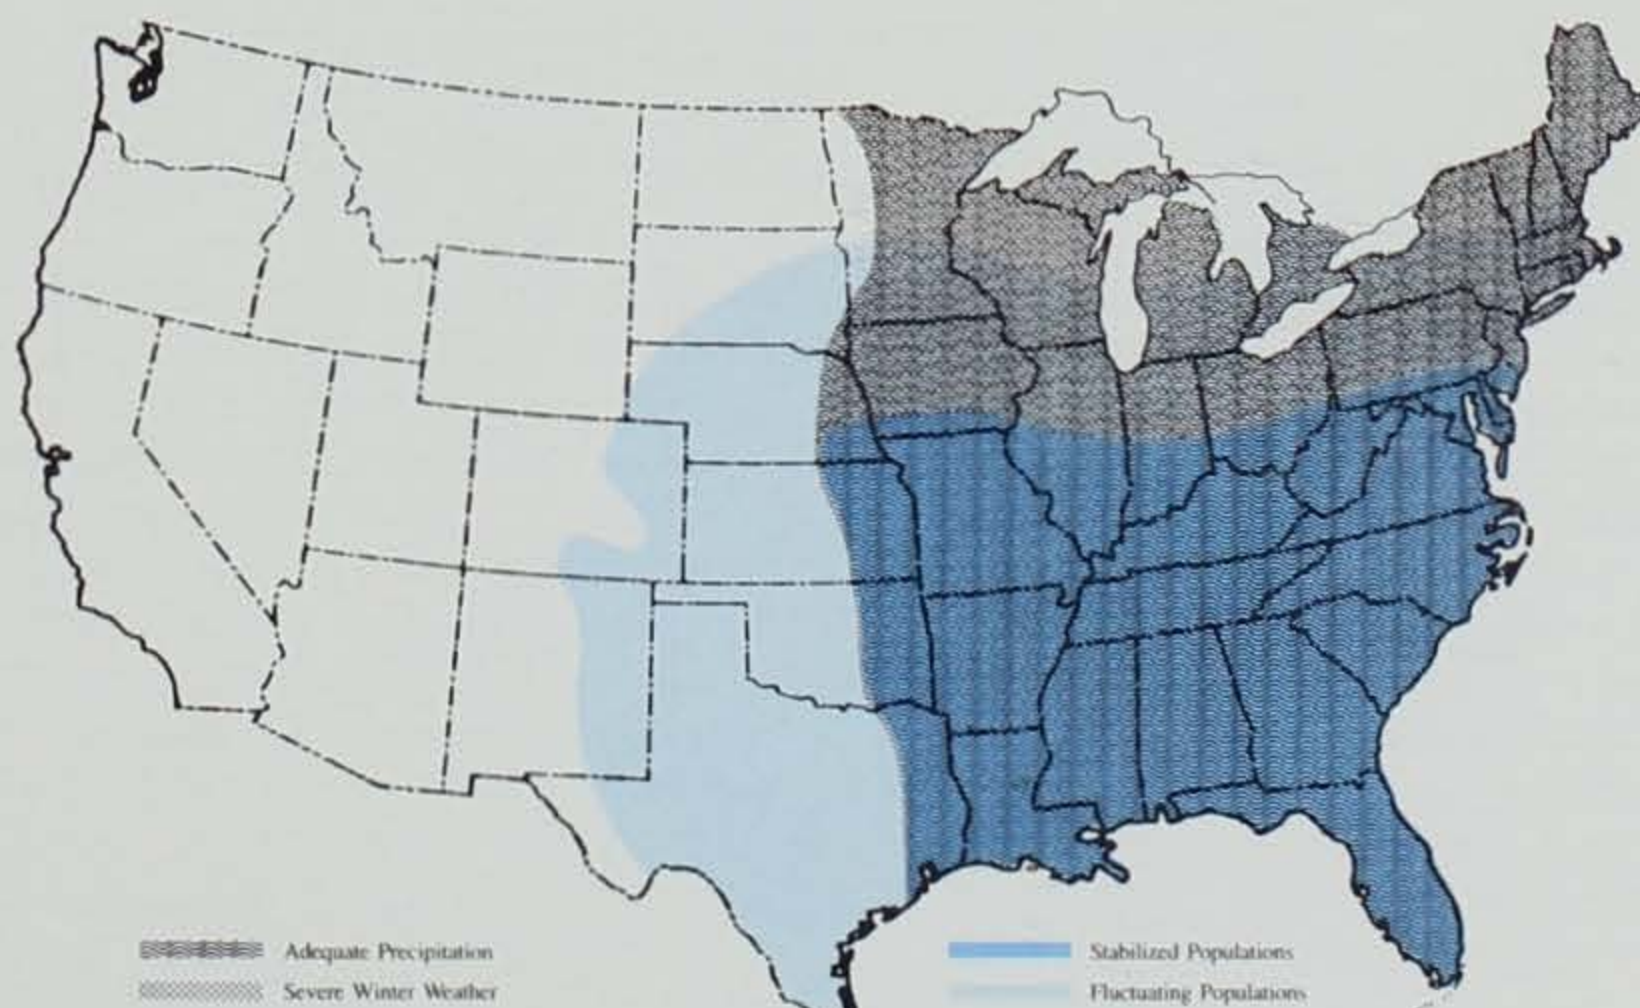 Adequate Precipitation
Severe Winter Weather
Stabilized Populations
Fluctuating Populations